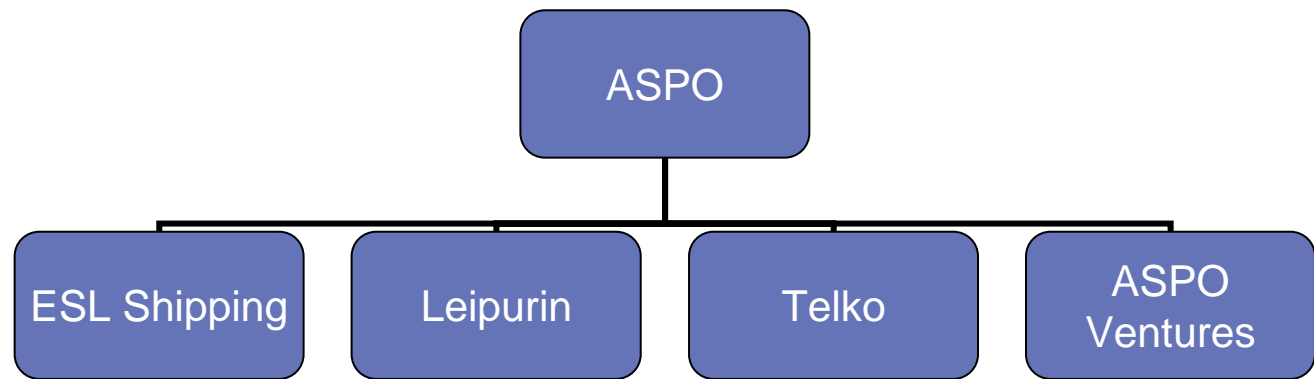 ASPO
ESL Shipping
Leipurin
Telko
ASPO
Ventures